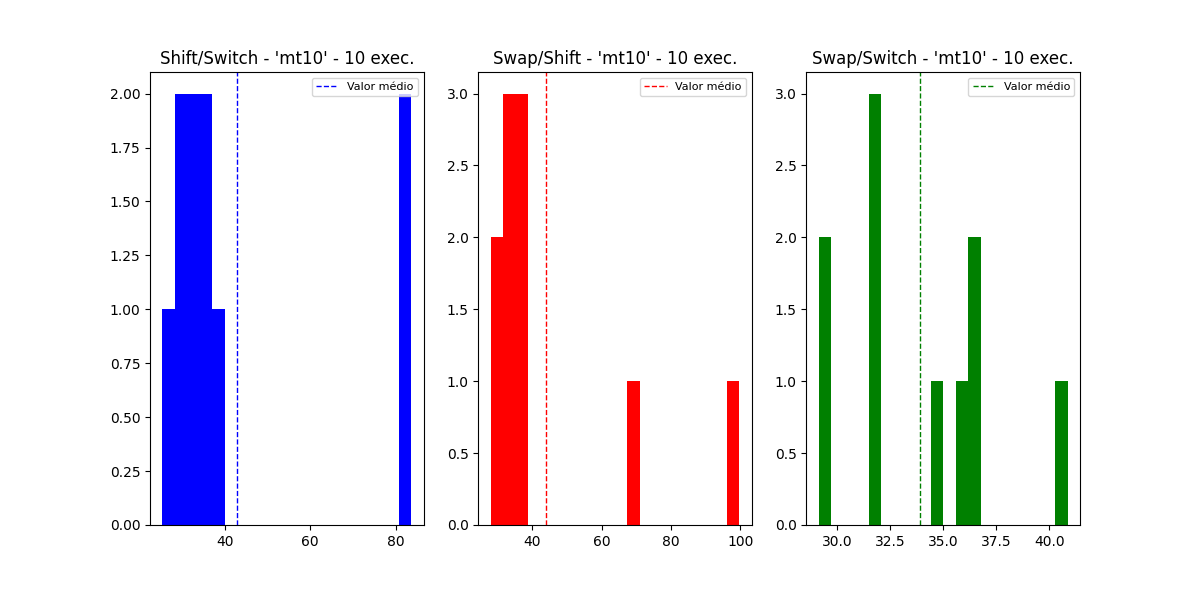 Shift/Switch - 'mt10' - 10 exec.
Valor médio
2.00
1.75
1.50
1.25
1.00
0.75
0.50
0.25
0.00
40 60 80
Swap/Shift - 'mt10' - 10 exec.
Valor médio
3.0
2.5
2.0
1.5
1.0
0.5
0.0
40 60 80 100
Swap/Switch - 'mt10' - 10 exec.
Valor médio
3.0
2.5
2.0
1.5
1.0
0.5
0.0
30.0 32.5 35.0 37.5 40.0